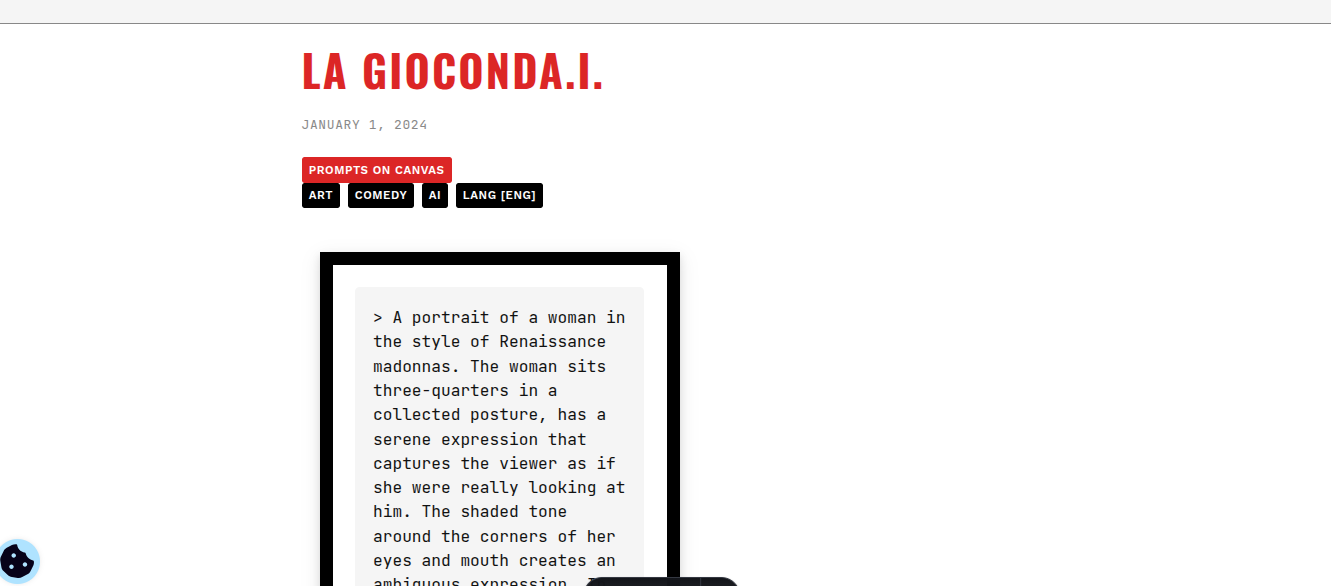 LA GIOCONDA.I.
JANUARY 1, 2024
PROMPTS ON CANVAS
ART COMEDY AI LANG [ENG]
> A portrait of a woman in
the style of Renaissance
madonnas. The woman sits
three-quarters in a
collected posture, has a
serene expression that
captures the viewer as if
she were really looking at
him. The shaded tone
around the corners of her
eyes and mouth creates an
ambiguous expression.